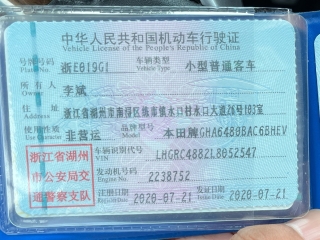 中华人民共和国机动车行驶证
Vehicle License of the People's Republic of China
号牌号码 浙E019G1 车辆类型 小型普通客车
Plate No. Vehicle Type
所有人 李斌
Owner
住址 浙江省湖州市南浔区练市镇水口村水口大道26号103室
Address
使用性质 非营运 品牌型号 本田牌GHA6480BAC6BHEV
Use Character Model
浙江省湖州
市公安局交
通警察支队
车辆识别代号 LHGRC4882L8052547
VIN
发动机号码 2238752
Engine No.
注册日期 2020-07-21 发证日期 2020-07-21
Register Date Issue Date